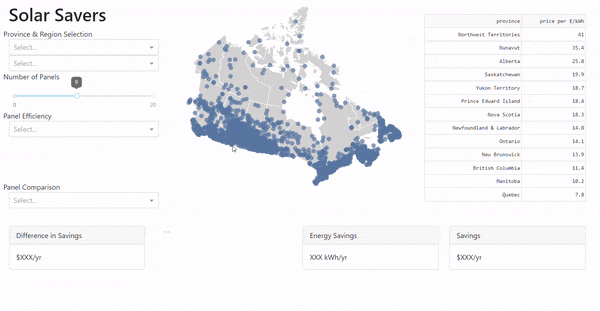 Solar Savers
Province & Region Selection
Select...
Select...
Number of Panels
9
0 20
Panel Efficiency
Select...
Panel Comparison
Select...
Difference in Savings
$XXX/yr
Energy Savings
XXX kWh/yr
Savings
$XXX/yr
province price per ¢/kWh
Northwest Territories 41
Nunavut 35.4
Alberta 25.8
Saskatchewan 19.9
Yukon Territory 18.7
Prince Edward Island 18.4
Nova Scotia 18.3
Newfoundland & Labrador 14.8
Ontario 14.1
New Brunswick 13.9
British Columbia 11.4
Manitoba 10.2
Quebec 7.8